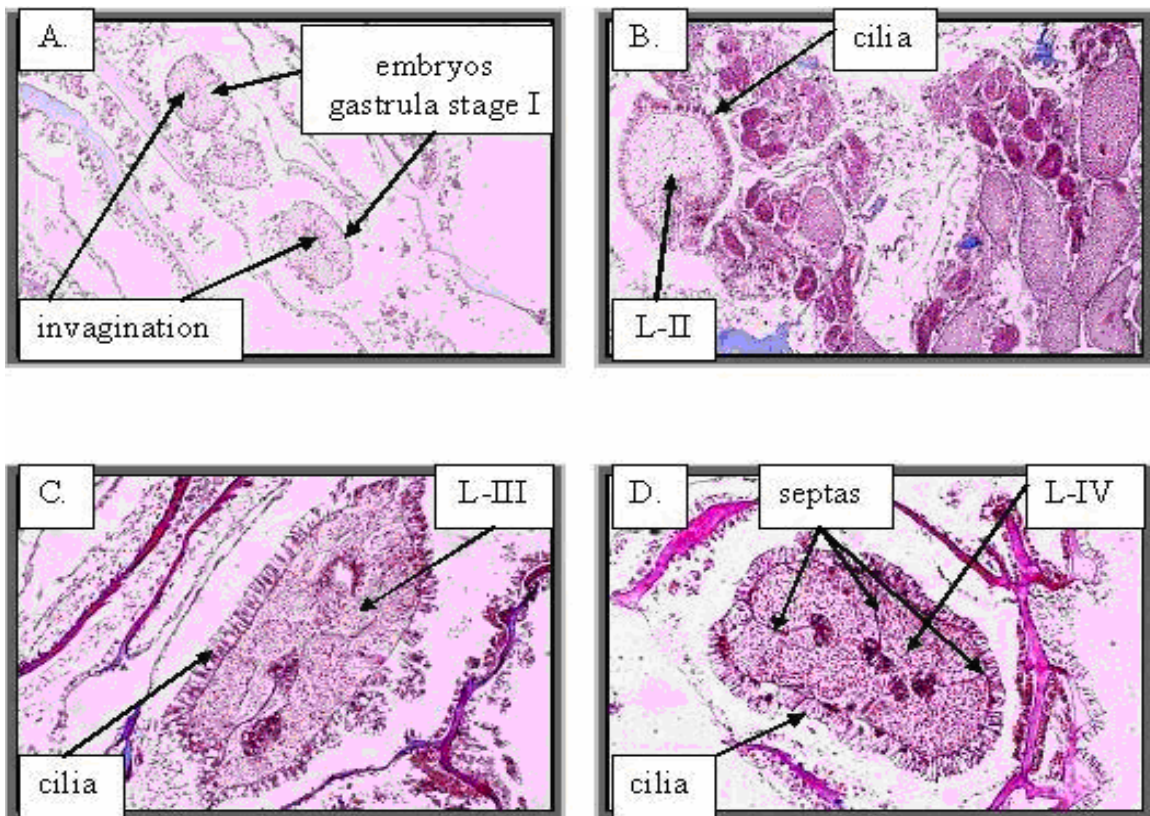 A.
embryos
gastrula stage I
invagination
B.
cilia
L-II
C.
L-III
cilia
D.
septas
L-IV
cilia